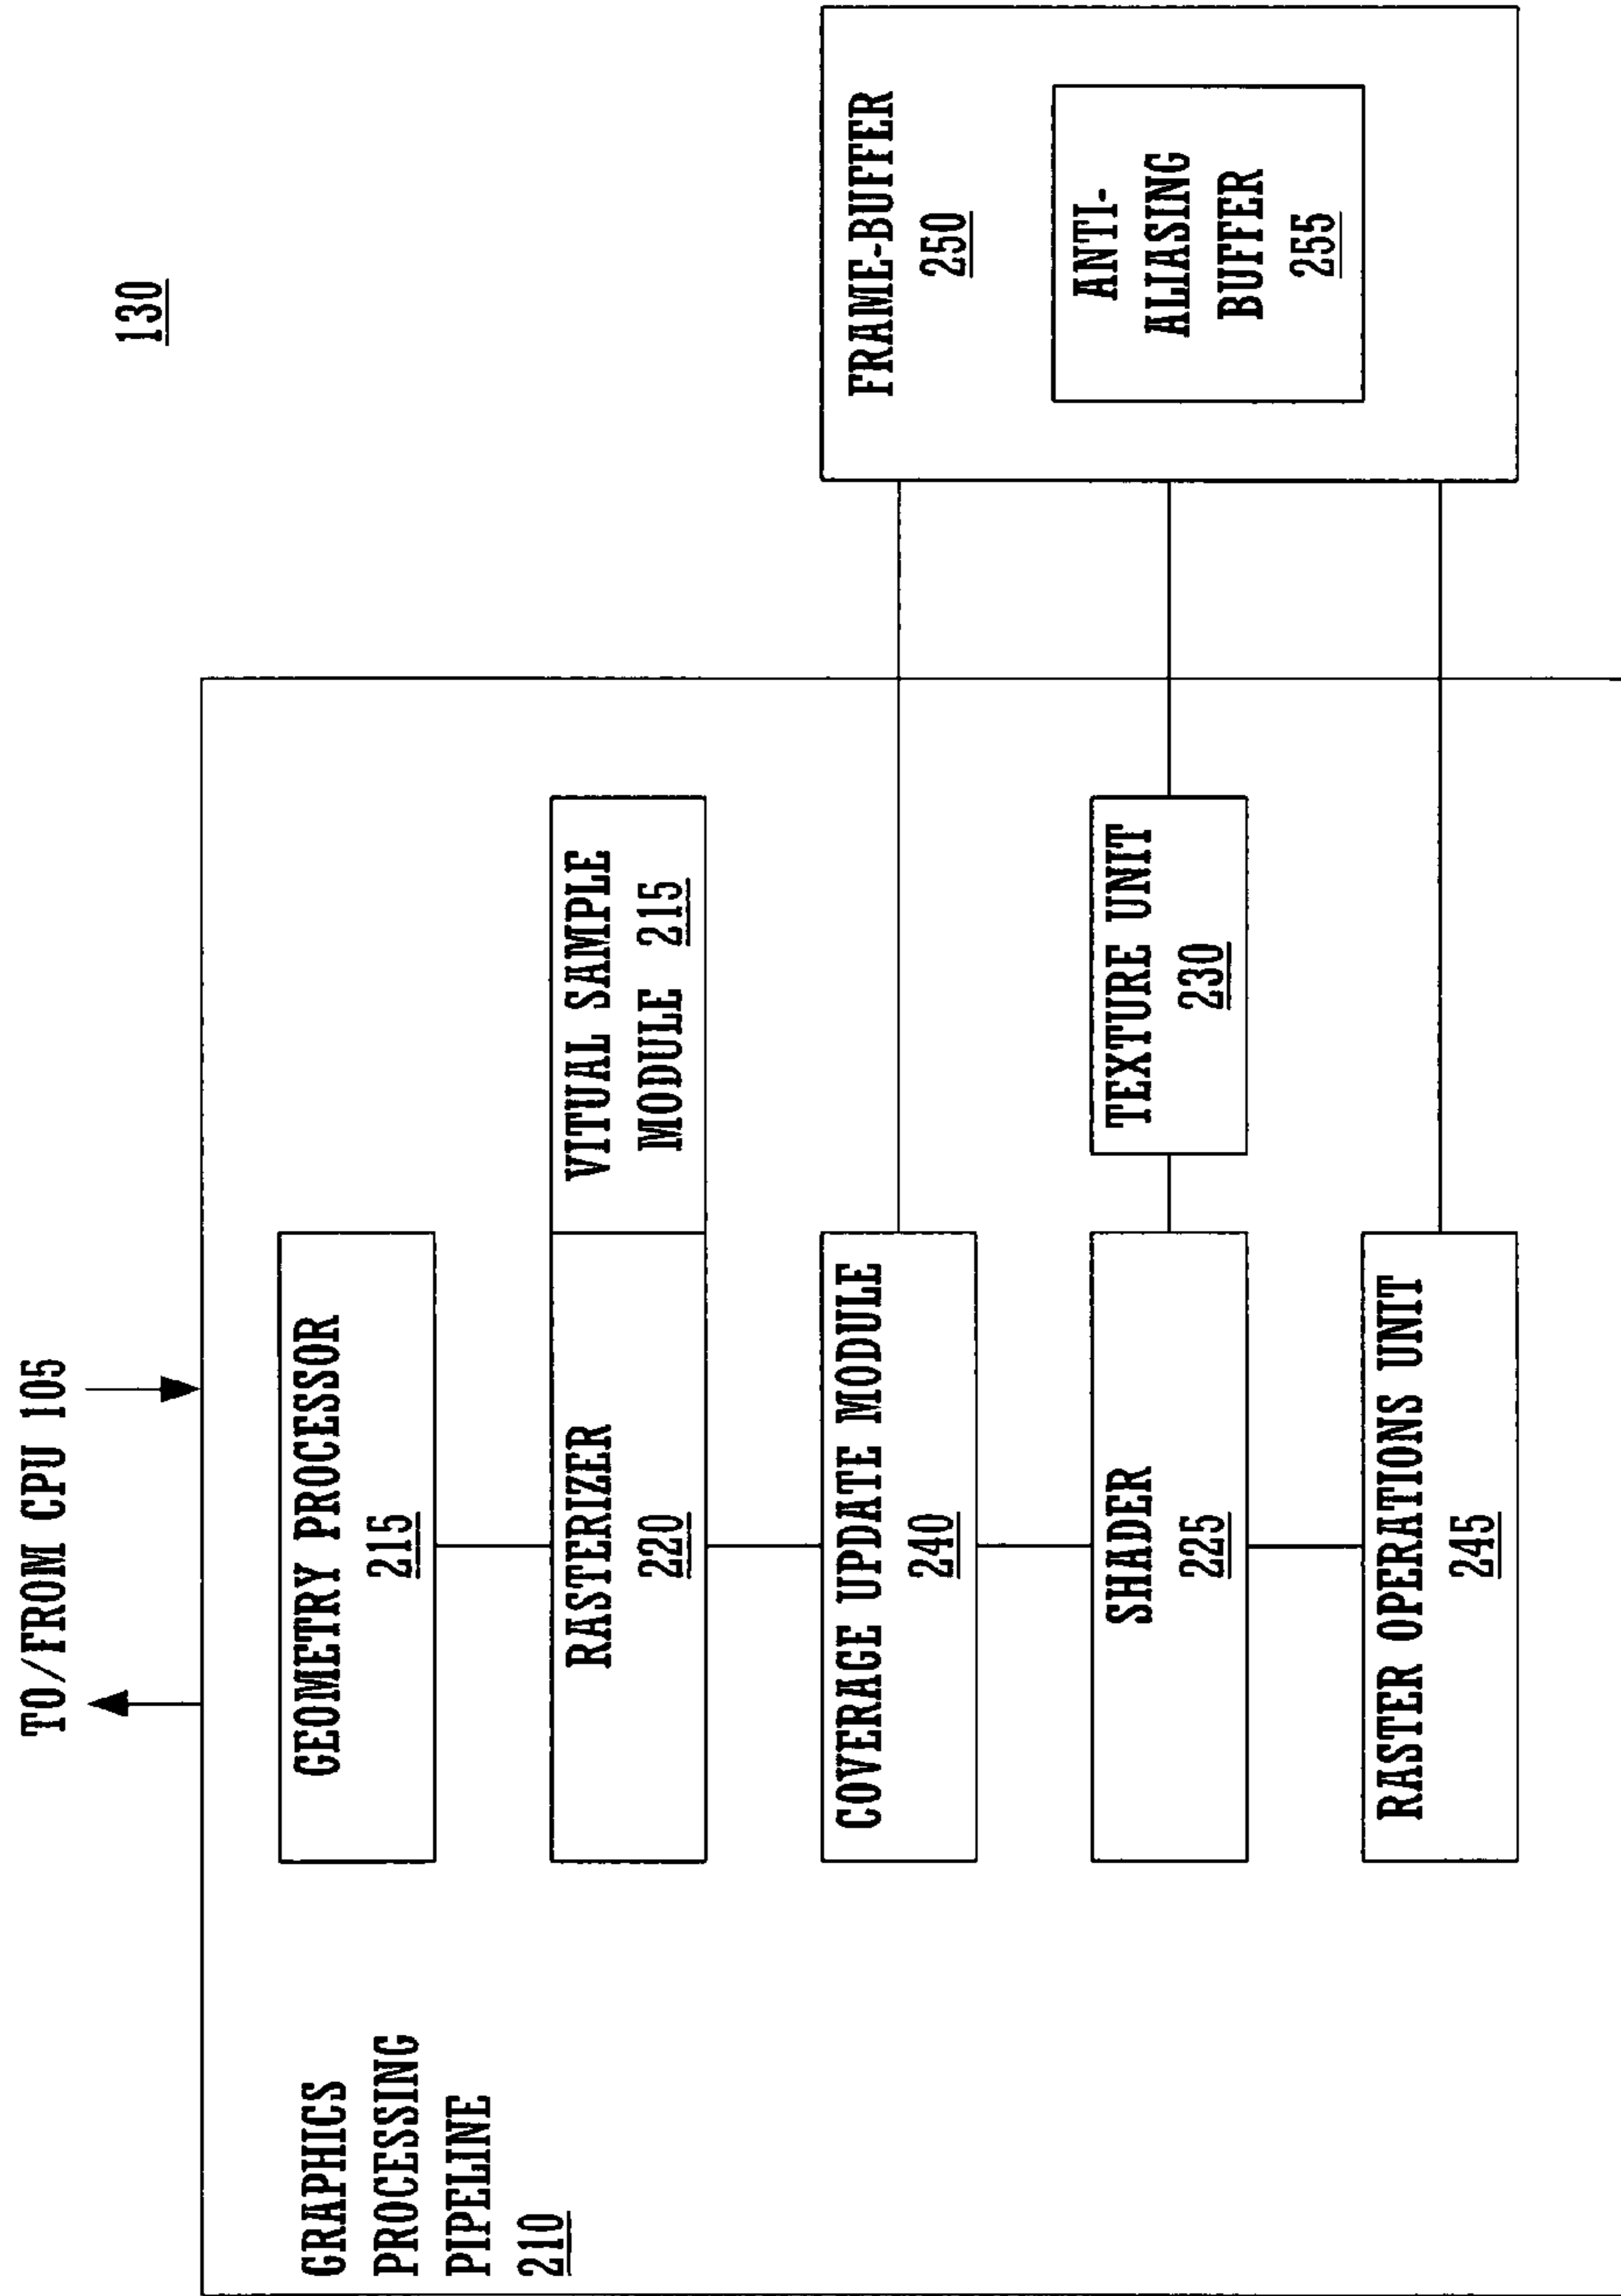 130
TO/FROM CPU 105
GRAPHICS
PROCESSING
PIPELINE
210
GEOMETRY PROCESSOR
215
RASTERIZER
220
VITUAL SAMPLE
MODULE 215
COVERAGE UPDATE MODULE
240
SHADER
225
TEXTURE UNIT
230
RASTER OPERATIONS UNIT
245
FRAME-BUFFER
250
ANTI-
ALIASING
BUFFER
255